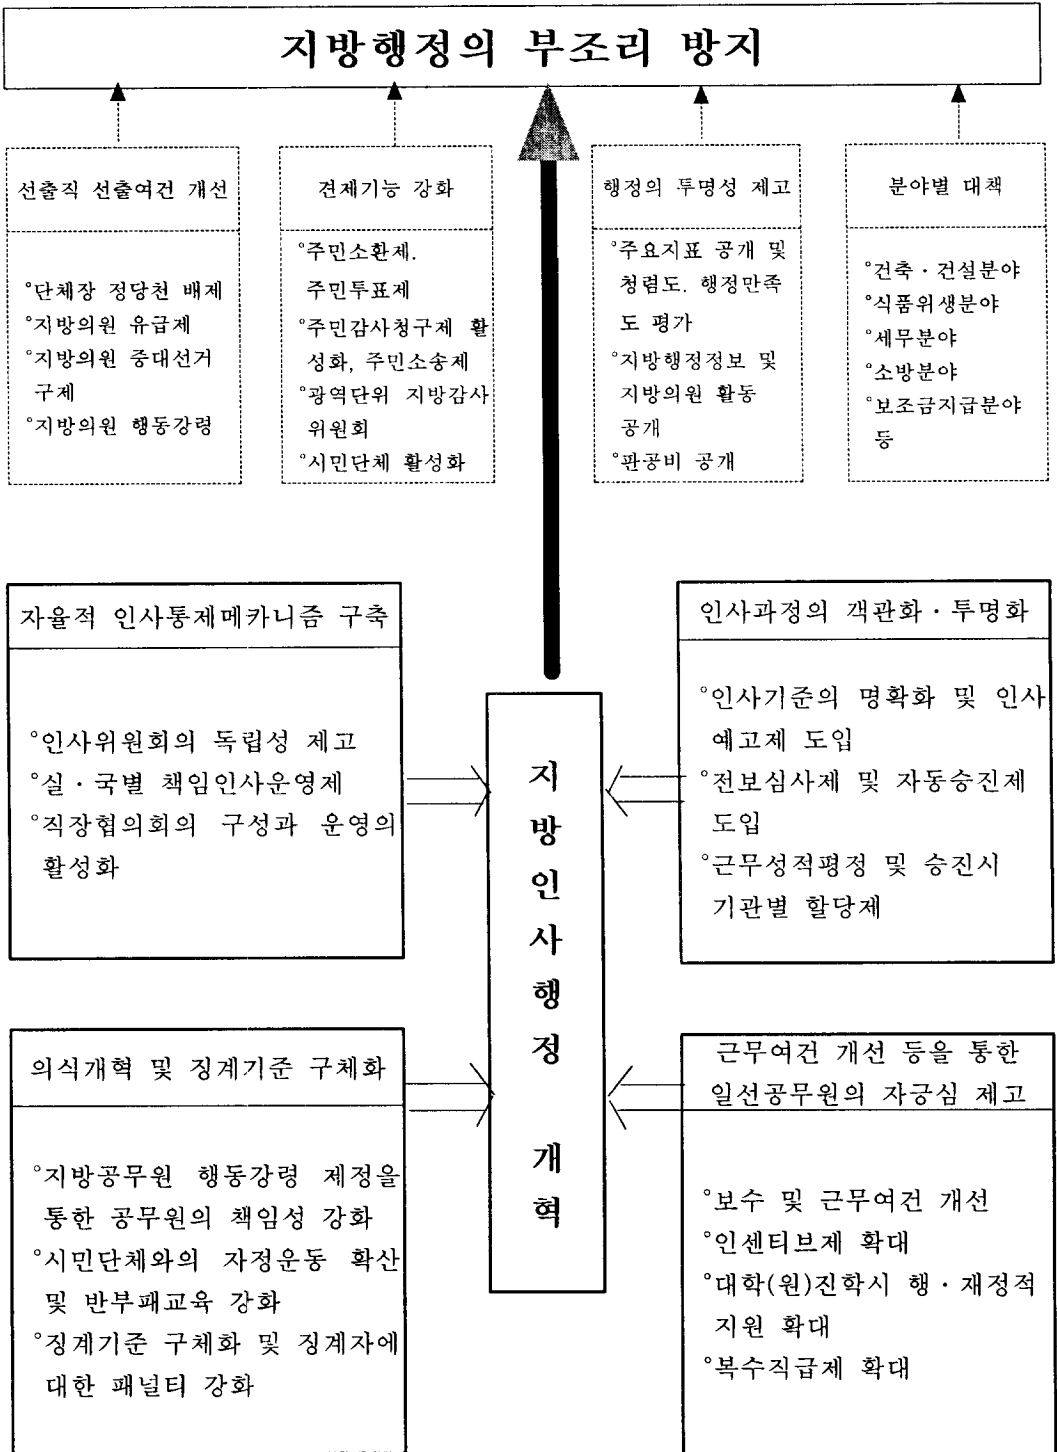 지방행정의 부조리 방지
선출직 선출여건 개선
°단체장 정당천 배제
°지방의원 유급제
°지방의원 중대선거
구제
°지방의원 행동강령
견제기능 강화
°주민소환제.
주민투표제
°주민감사청구제 활
성화, 주민소송제
°광역단위 지방감사
위원회
°시민단체 활성화
행정의 투명성 제고
°주요지표 공개 및
청렴도. 행정만족
도 평가
°지방행정정보 및
지방의원 활동
공개
°판공비 공개
분야별 대책
°건축·건설분야
°식품위생분야
°세무분야
°소방분야
°보조금지급분야
등
자율적 인사통제메카니즘 구축
°인사위원회의 독립성 제고
°실·국별 책임인사운영제
°직장협의회의 구성과 운영의
활성화
인사과정의 객관화·투명화
°인사기준의 명확화 및 인사
예고제 도입
°전보심사제 및 자동승진제
도입
°근무성적평정 및 승진시
기관별 할당제
지방인사행정 개혁
의식개혁 및 징계기준 구체화
°지방공무원 행동강령 제정을
통한 공무원의 책임성 강화
°시민단체와의 자정운동 확산
및 반부패교육 강화
°징계기준 구체화 및 징계자에
대한 패널티 강화
근무여건 개선 등을 통한
일선공무원의 자긍심 제고
°보수 및 근무여건 개선
°인센티브제 확대
°대학(원)진학시 행·재정적
지원 확대
°복수직급제 확대